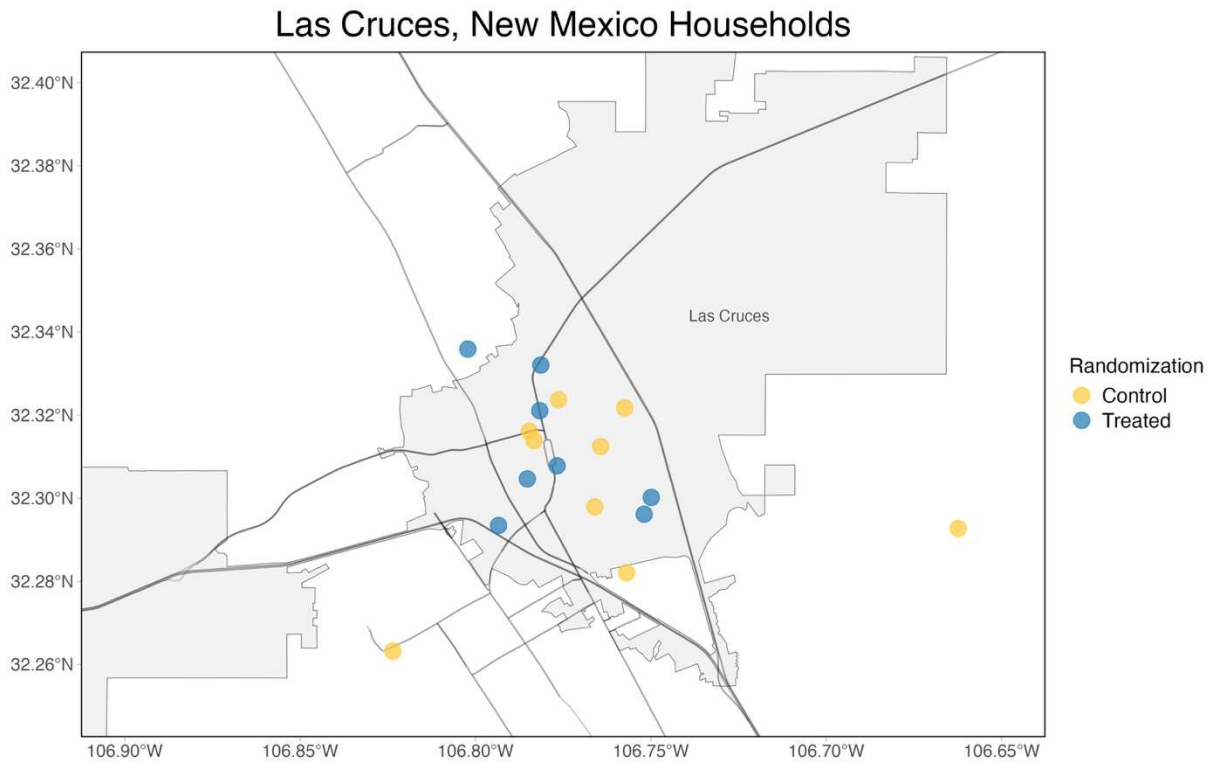 Las Cruces, New Mexico Households
32.40°N
32.38°N
32.36°N
32.34°N
32.32°N
32.30°N
32.28°N
32.26°N
Las Cruces
Randomization
Control
Treated
106.90°W
106.85°W
106.80°W
106.75°W
106.70°W
106.65°W